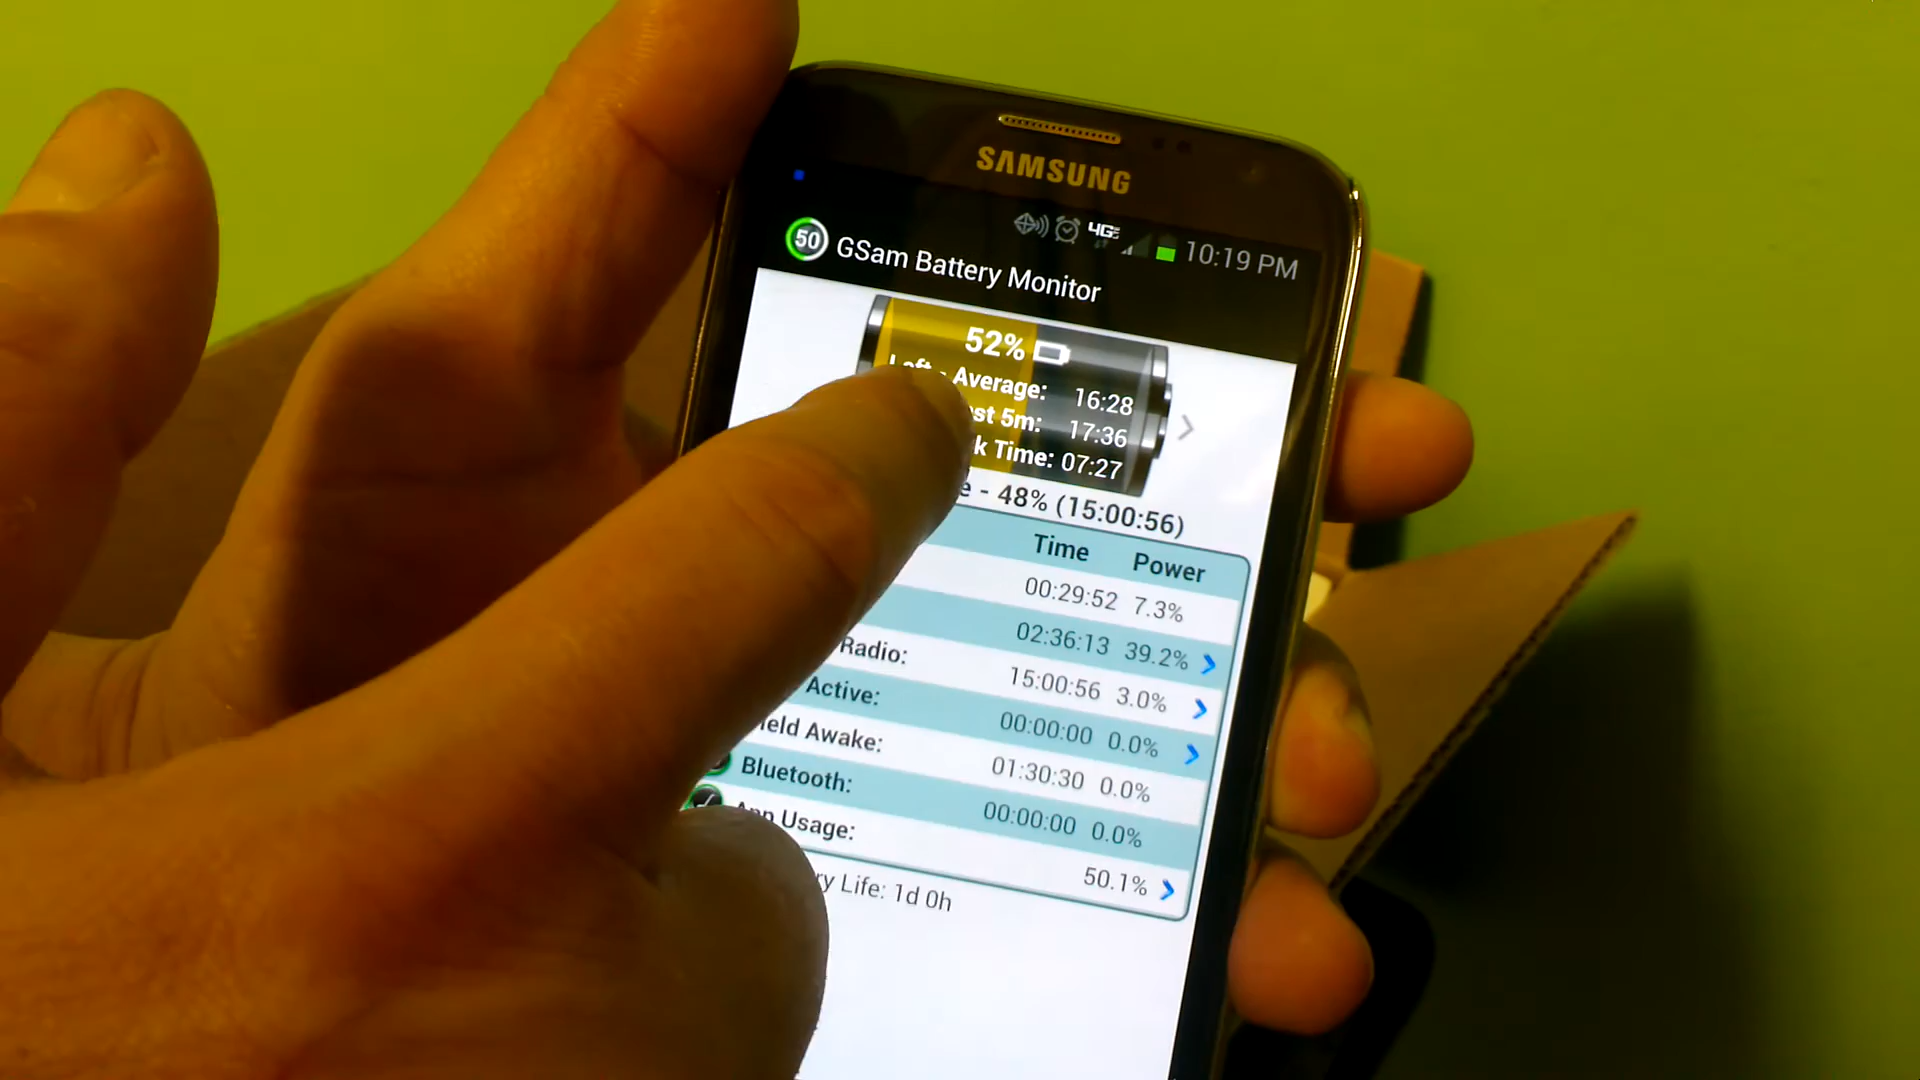 SAMSUNG
4G 10:19 PM
50 GSam Battery Monitor
52%
Average: 16:28
5m: 17:36
Time: 07:27
- 48% (15:00:56)
Time Power
00:29:52 7.3%
02:36:13 39.2%
Radio: 15:00:56 3.0%
Active: 00:00:00 0.0%
Awake: 01:30:30 0.0%
Bluetooth: 00:00:00 0.0%
Usage: 50.1%
Life: 1d 0h